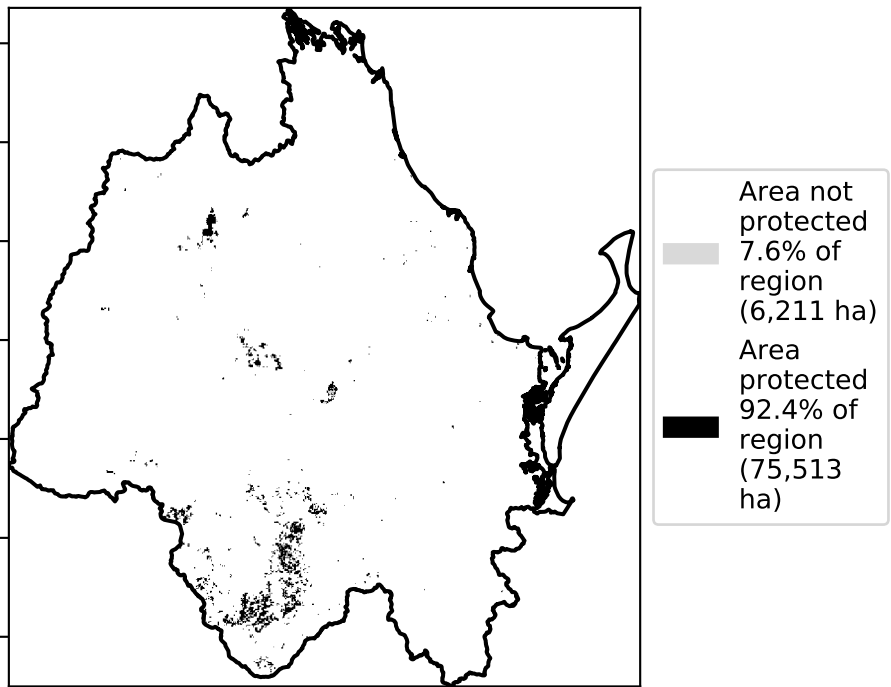 Area not
protected
7.6% of
region
(6,211 ha)
Area
protected
92.4% of
region
(75,513
ha)